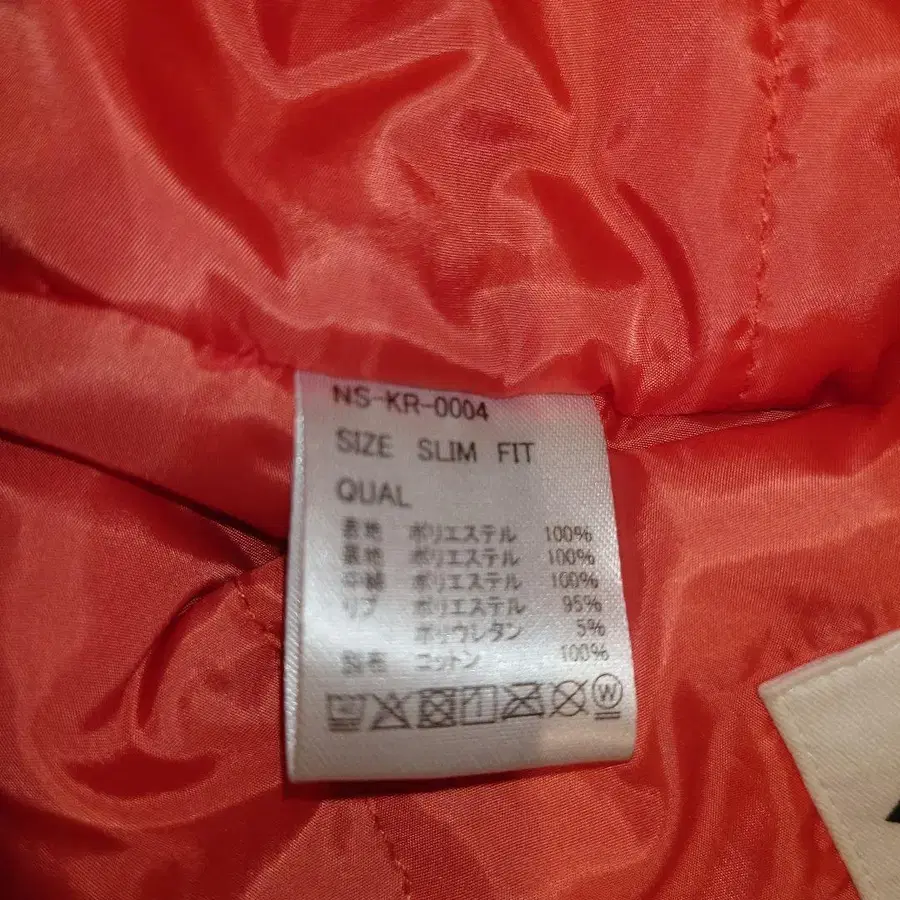 NS-KR-0004
SIZE SLIM FIT
QUAL
表地 ポリエステル 100%
裏地 ポリエステル 100%
中綿 ポリエステル 100%
リブ ポリエステル 95%
ポリウレタン 5%
別布 コットン 100%
W